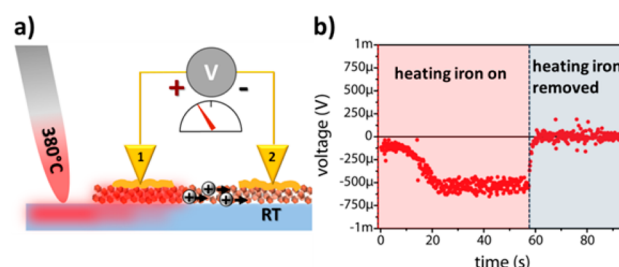 a)
V
+
-
380°C
1
2
+
+
+
RT
b)
voltage (V)
1m
750µ
500µ
250µ
0
-250µ
-500µ
-750µ
-1m
heating iron on
heating iron
removed
0
20
40
60
80
time (s)